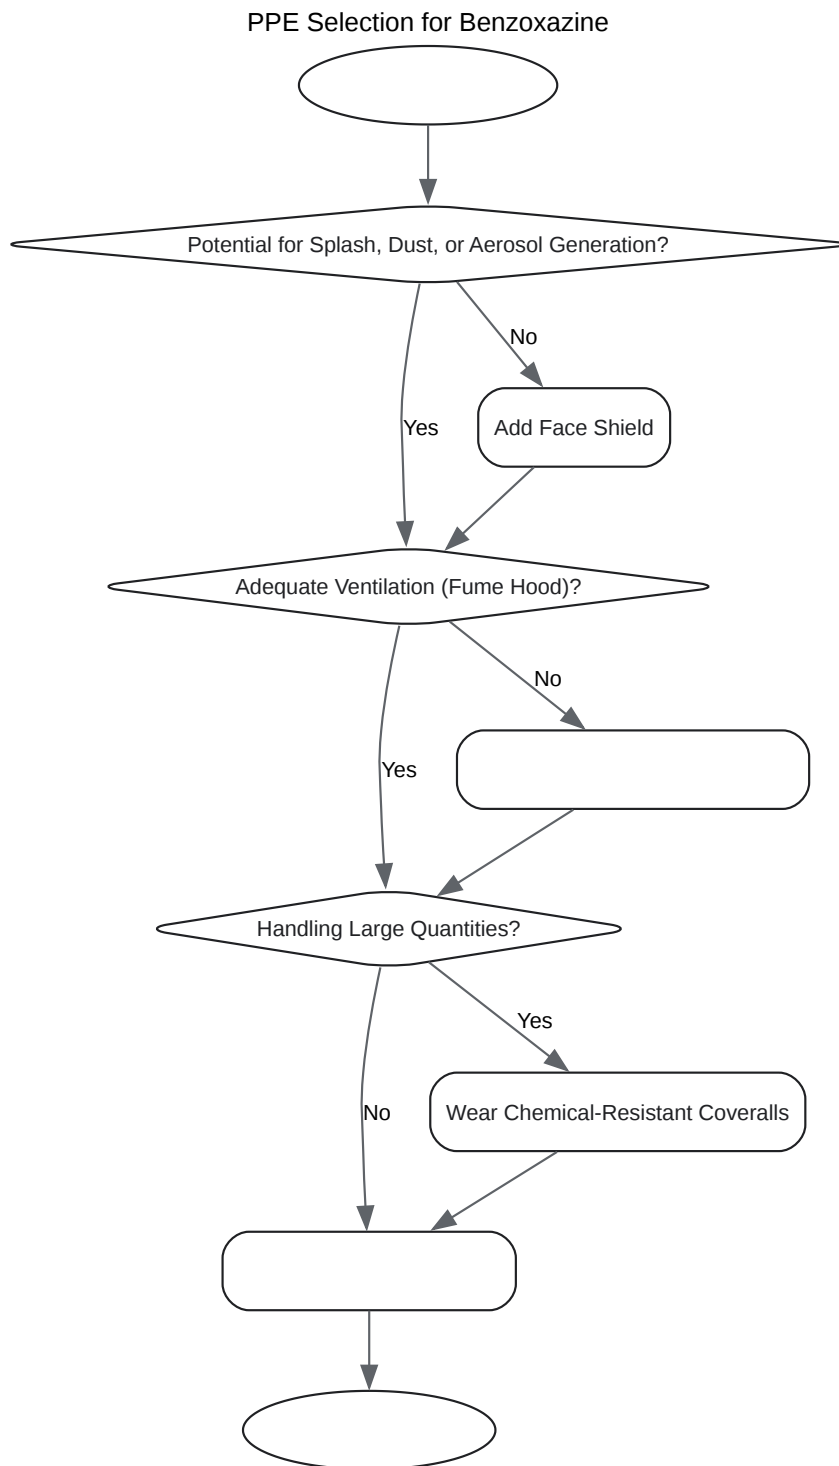 PPE Selection for Benzoxazine
Potential for Splash, Dust, or Aerosol Generation?
No
Yes
Add Face Shield
Adequate Ventilation (Fume Hood)?
No
Yes
Handling Large Quantities?
Yes
No
Wear Chemical-Resistant Coveralls